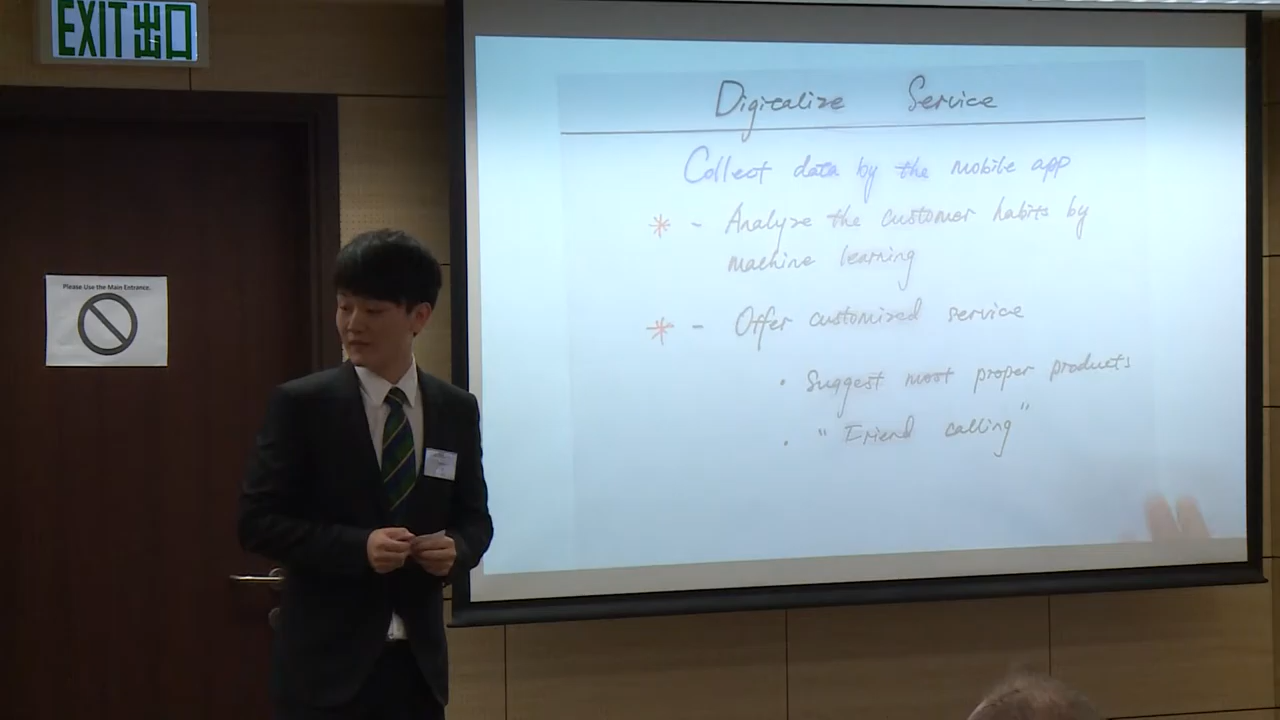 EXIT 出口
Please Use the Main Entrance.
Digitalize Service
Collect data by the mobile app
* - Analyze the customer habits by
machine learning
* - Offer customized service
• Suggest most proper products
• "Friend calling"